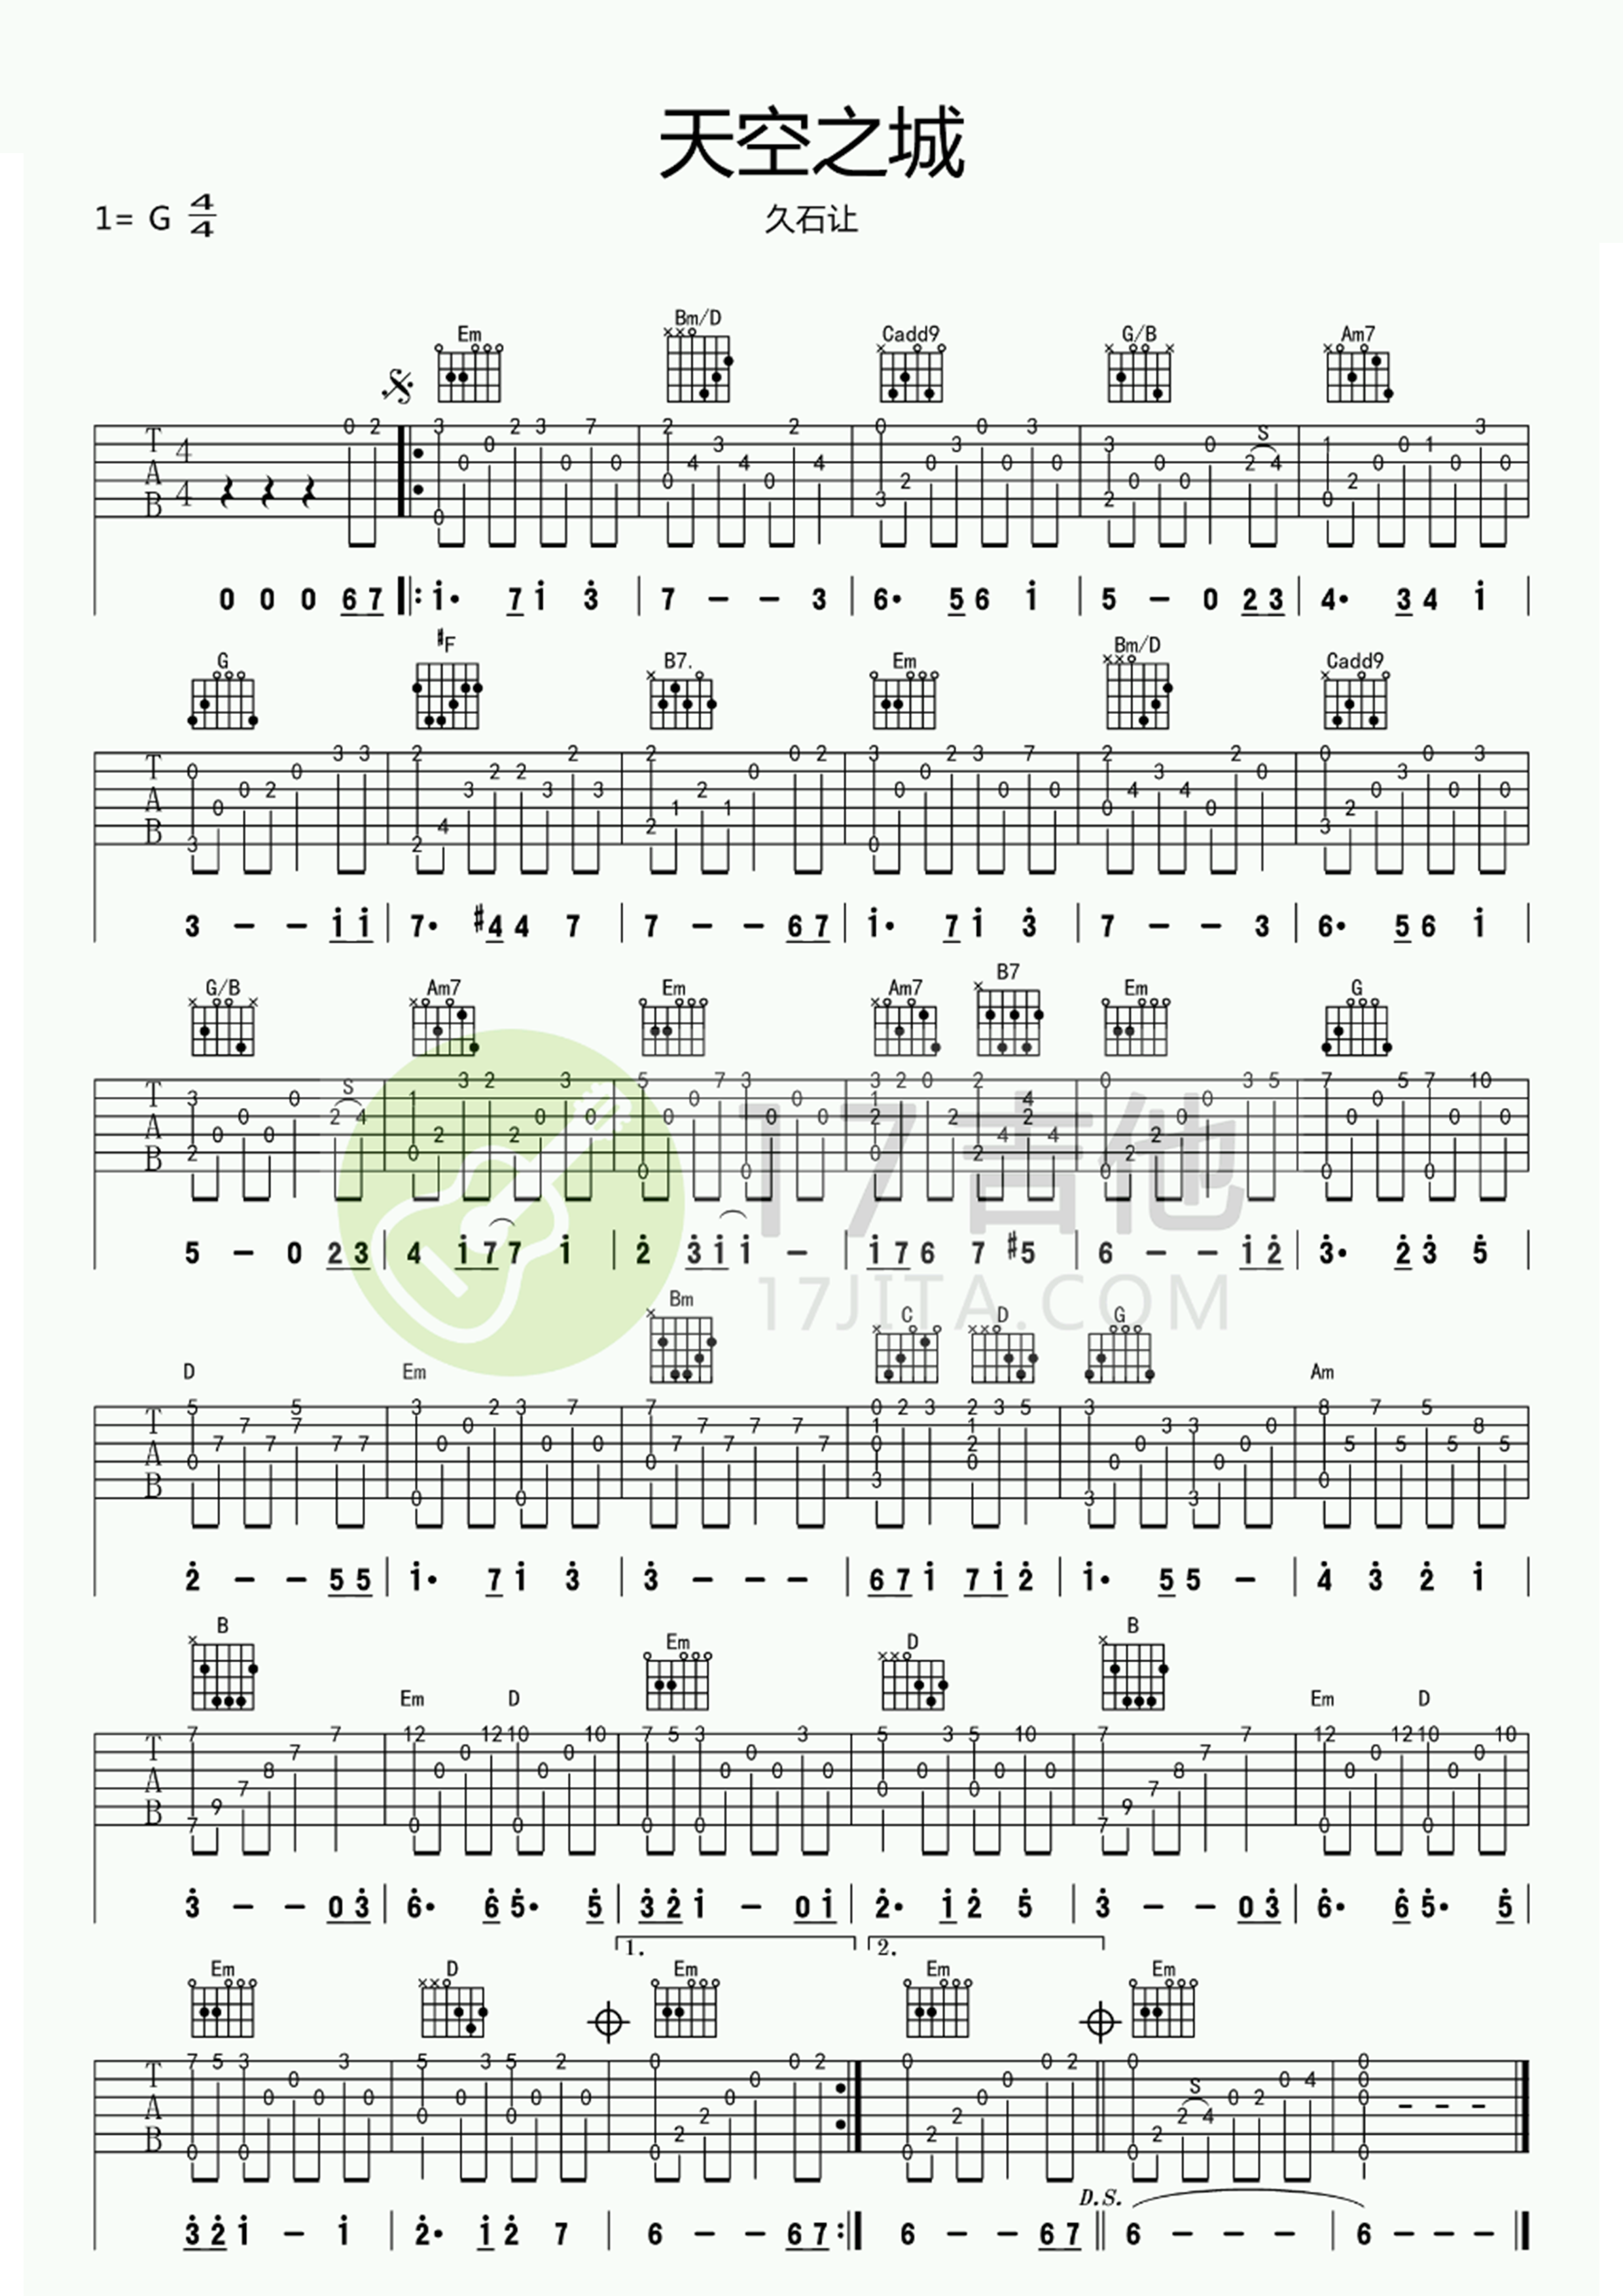 天空之城
1= G 4/4
久石让
Em Bm/D Cadd9 G/B Am7
S
0 0 0 6 7 |: i· 7 i 3 | 7 － － 3 | 6· 5 6 i | 5 － 0 2 3 | 4· 3 4 i |
G #F B7. Em Bm/D Cadd9
3 － － i i | 7· #4 4 7 | 7 － － 6 7 | i· 7 i 3 | 7 － － 3 | 6· 5 6 i |
G/B Am7 Em Am7 B7 Em G
S
5 － 0 2 3 | 4 i 7 7 i | 2 3 i i － | i 7 6 7 #5 | 6 － － i 2 | 3· 2 3 5 |
17吉他
17JITA.COM
D Em Bm C D G Am
2 － － 5 5 | i· 7 i 3 | 3 － － － | 6 7 i 7 i 2 | i· 5 5 － | 4 3 2 i |
B Em D Em D B Em D
3 － － 0 3 | 6· 6 5· 5 | 3 2 i － 0 i | 2· i 2 5 | 3 － － 0 3 | 6· 6 5· 5 |
1. 2.
Em D Em Em Em
S
D.S.
3 2 i － i | 2· i 2 7 | 6 － － 6 7 :| 6 － － 6 7 || 6 － － － | 6 － － － |